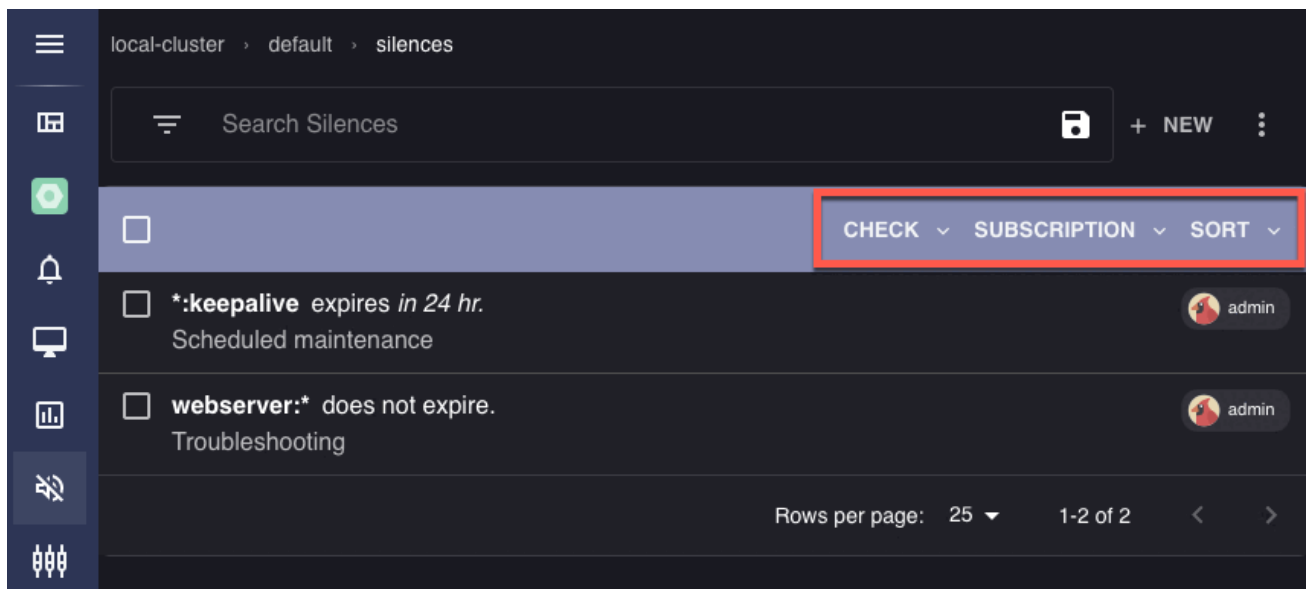 local-cluster › default › silences
Search Silences
+ NEW
CHECK SUBSCRIPTION SORT
*:keepalive expires in 24 hr.
admin
Scheduled maintenance
webserver:* does not expire.
admin
Troubleshooting
Rows per page: 25 1-2 of 2